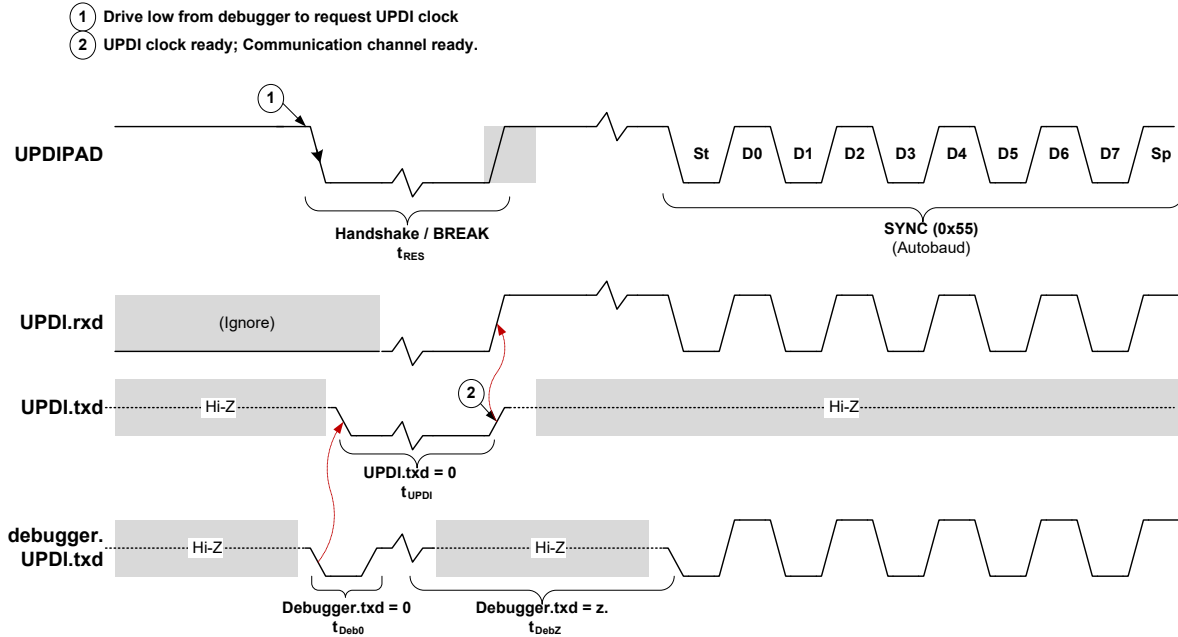 1 Drive low from debugger to request UPDI clock
2 UPDI clock ready; Communication channel ready.
1
UPDIPAD
St D0 D1 D2 D3 D4 D5 D6 D7 Sp
Handshake / BREAK
tRES
SYNC (0x55)
(Autobaud)
UPDI.rxd
(Ignore)
2
UPDI.txd
Hi-Z Hi-Z
UPDI.txd = 0
tUPDI
debugger.
UPDI.txd
Hi-Z Hi-Z
Debugger.txd = 0 Debugger.txd = z.
tDeb0 tDebZ